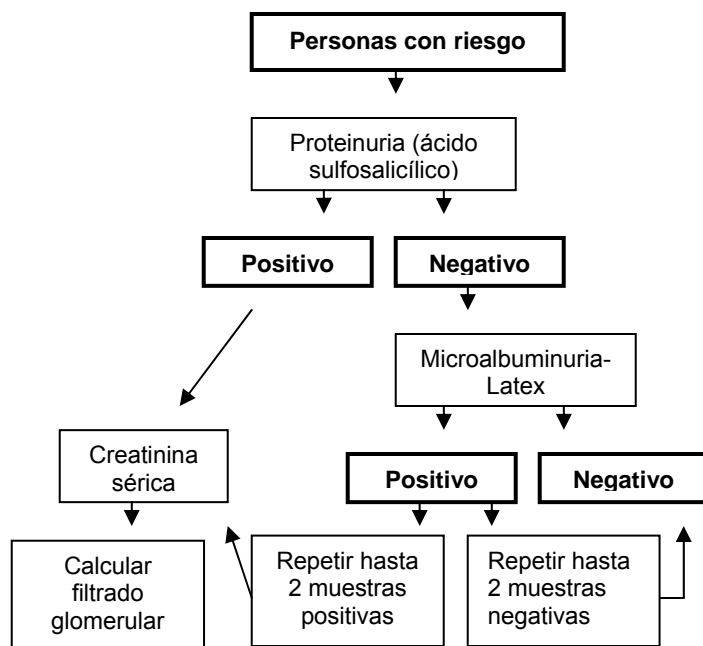 Personas con riesgo
Proteinuria (ácido
sulfosalicílico)
Positivo
Negativo
Microalbuminuria-
Latex
Creatinina
sérica
Positivo
Negativo
Calcular
filtrado
glomerular
Repetir hasta
2 muestras
positivas
Repetir hasta
2 muestras
negativas